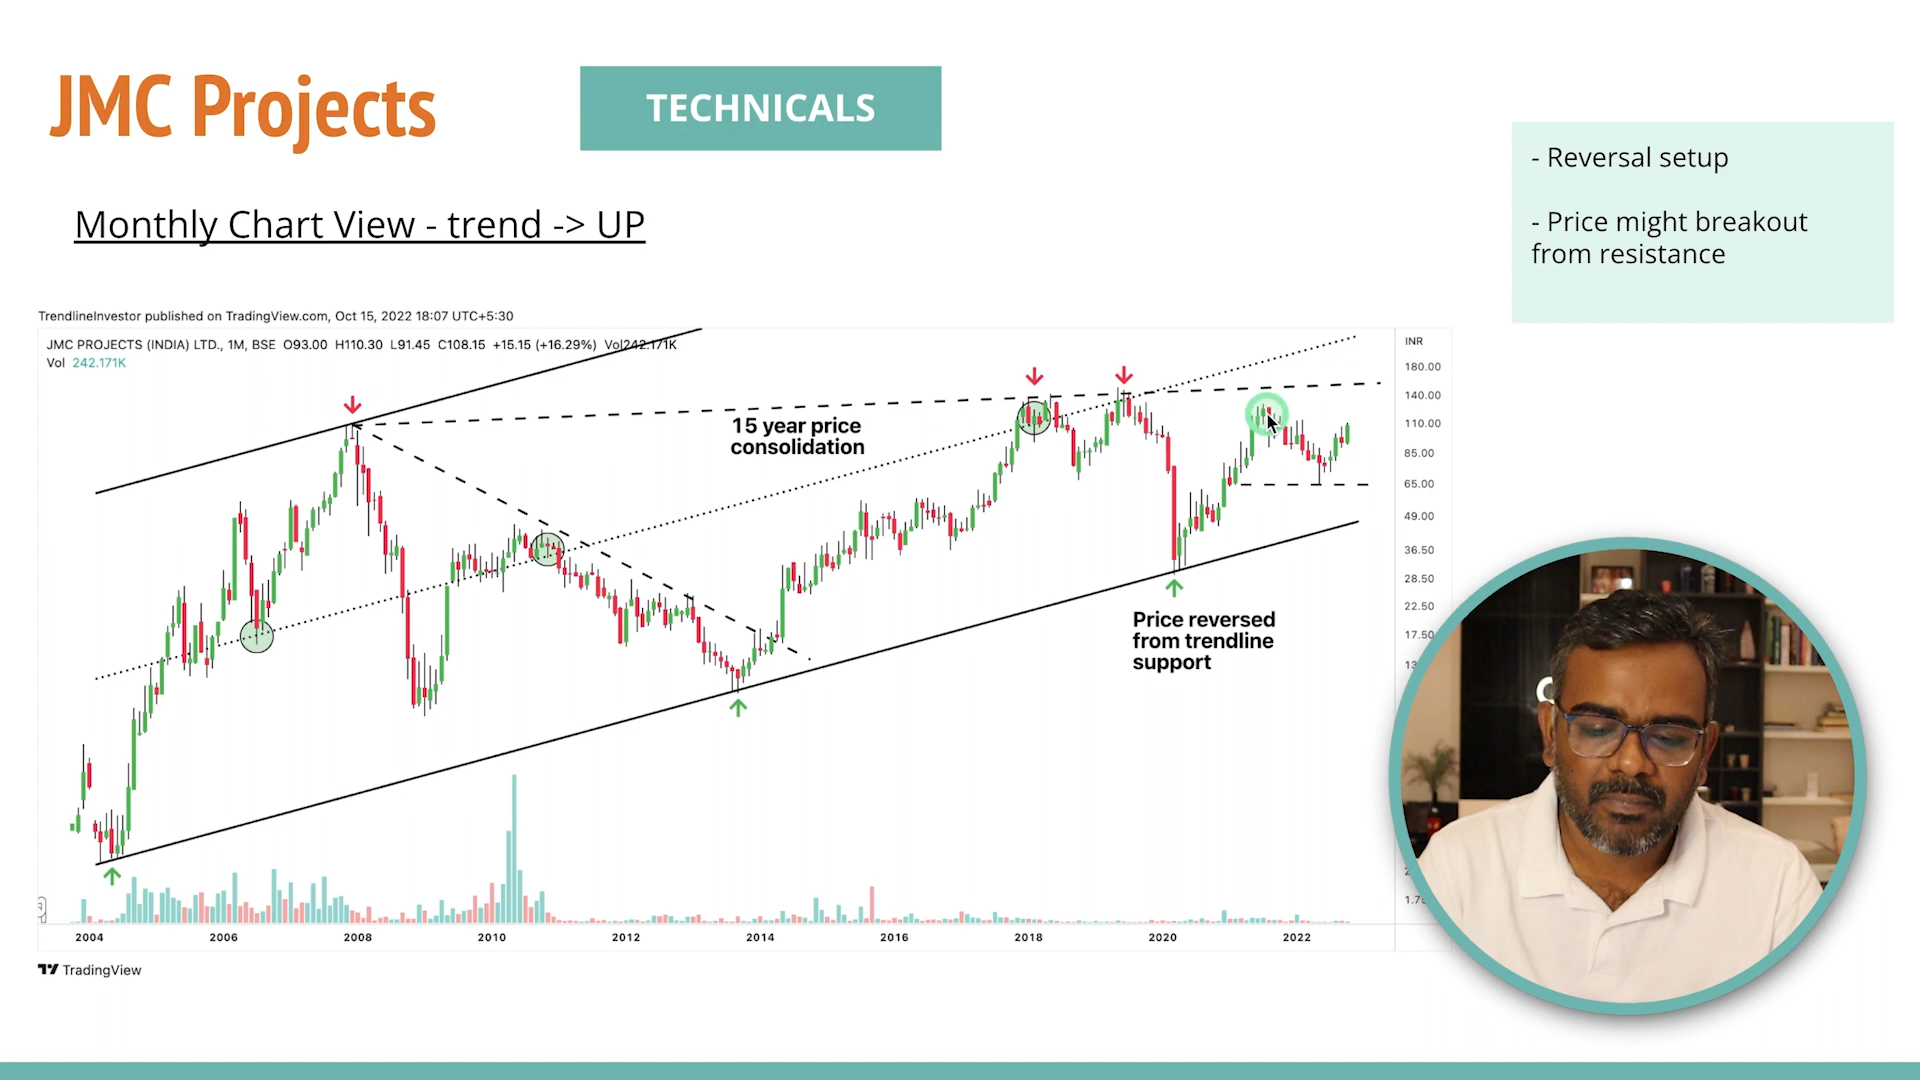 JMC Projects
TECHNICALS
- Reversal setup
- Price might breakout
from resistance
Monthly Chart View - trend -> UP
TrendlineInvestor published on TradingView.com, Oct 15, 2022 18:07 UTC+5:30
JMC PROJECTS (INDIA) LTD., 1M, BSE O93.00 H110.30 L91.45 C108.15 +15.15 (+16.29%) Vol242.171K
Vol 242.171K
INR
180.00
140.00
110.00
85.00
65.00
49.00
36.50
28.50
22.50
17.50
15 year price
consolidation
Price reversed
from trendline
support
2004 2006 2008 2010 2012 2014 2016 2018 2020 2022
TradingView